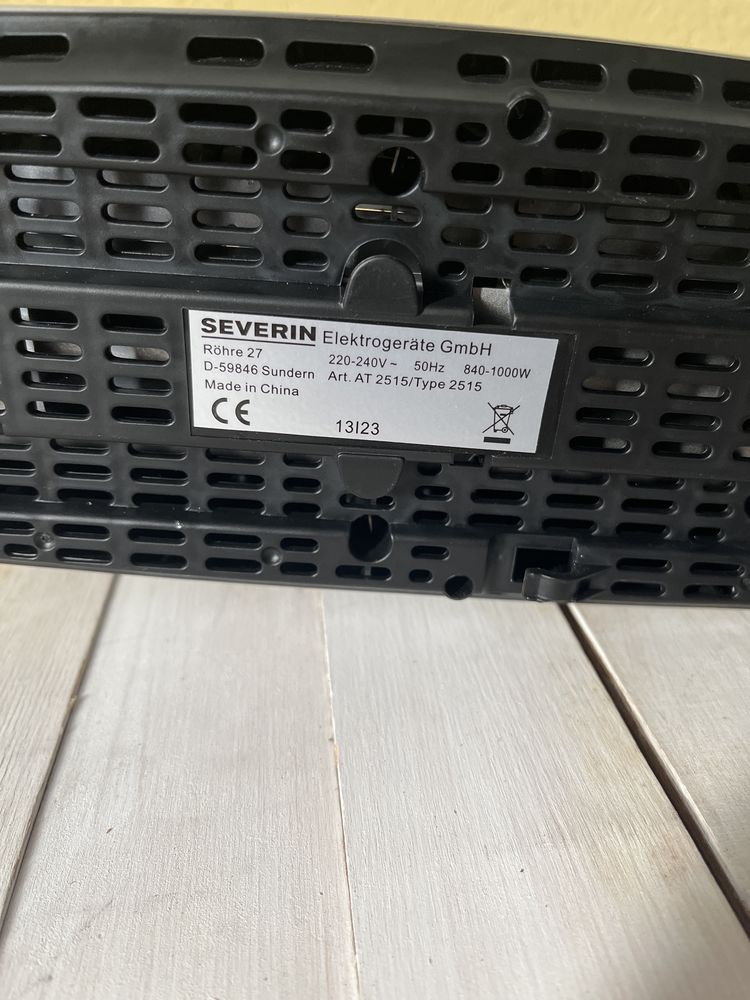 SEVERIN Elektrogeräte GmbH
Röhre 27 220-240V ~ 50Hz 840-1000W
D-59846 Sundern Art. AT 2515/Type 2515
Made in China
CE 13I23